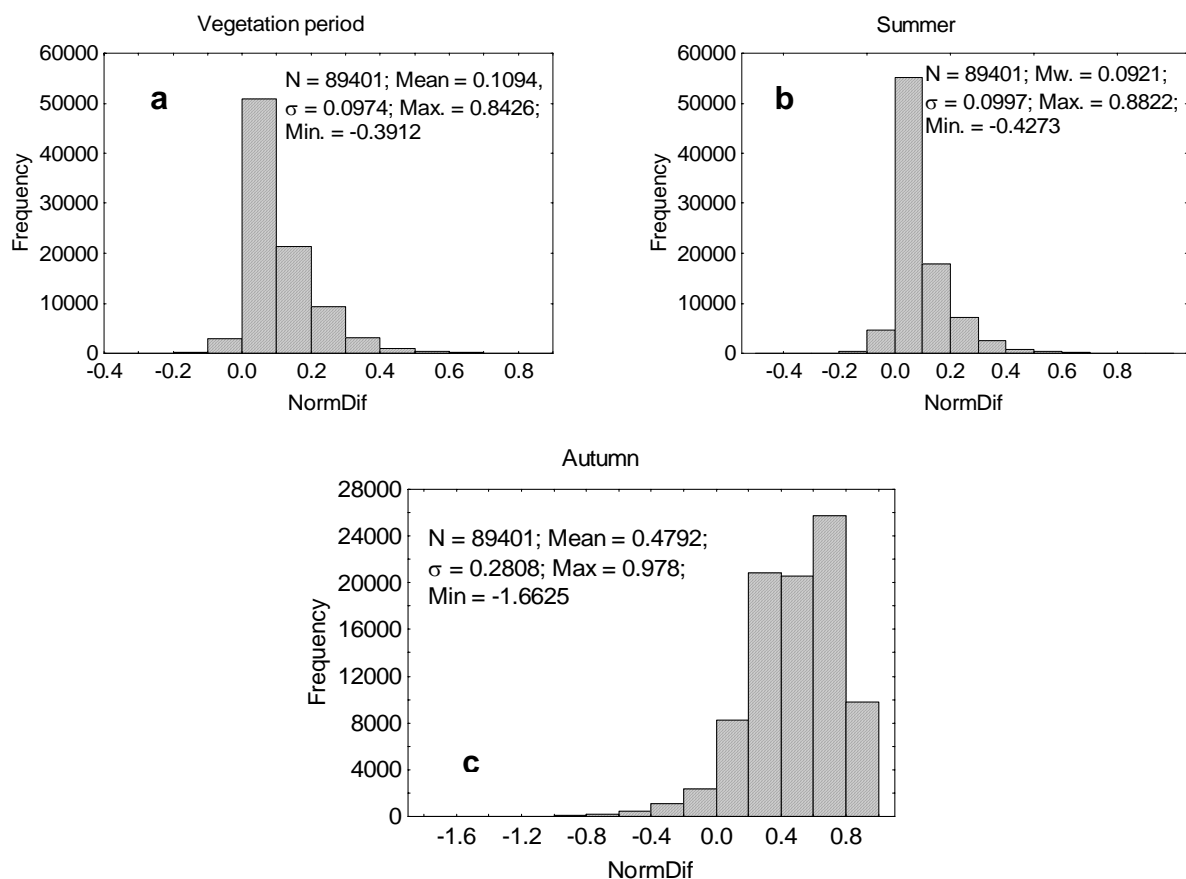 Vegetation period
60000
50000
40000
30000
20000
10000
0
Frequency
a
N = 89401; Mean = 0.1094,
σ = 0.0974; Max. = 0.8426;
Min. = -0.3912
-0.4 -0.2 0.0 0.2 0.4 0.6 0.8
NormDif
Summer
60000
50000
40000
30000
20000
10000
0
Frequency
b
N = 89401; Mw. = 0.0921;
σ = 0.0997; Max. = 0.8822;
Min. = -0.4273
-0.4 -0.2 0.0 0.2 0.4 0.6 0.8
NormDif
Autumn
28000
24000
20000
16000
12000
8000
4000
0
Frequency
N = 89401; Mean = 0.4792;
σ = 0.2808; Max = 0.978;
Min = -1.6625
c
-1.6 -1.2 -0.8 -0.4 0.0 0.4 0.8
NormDif